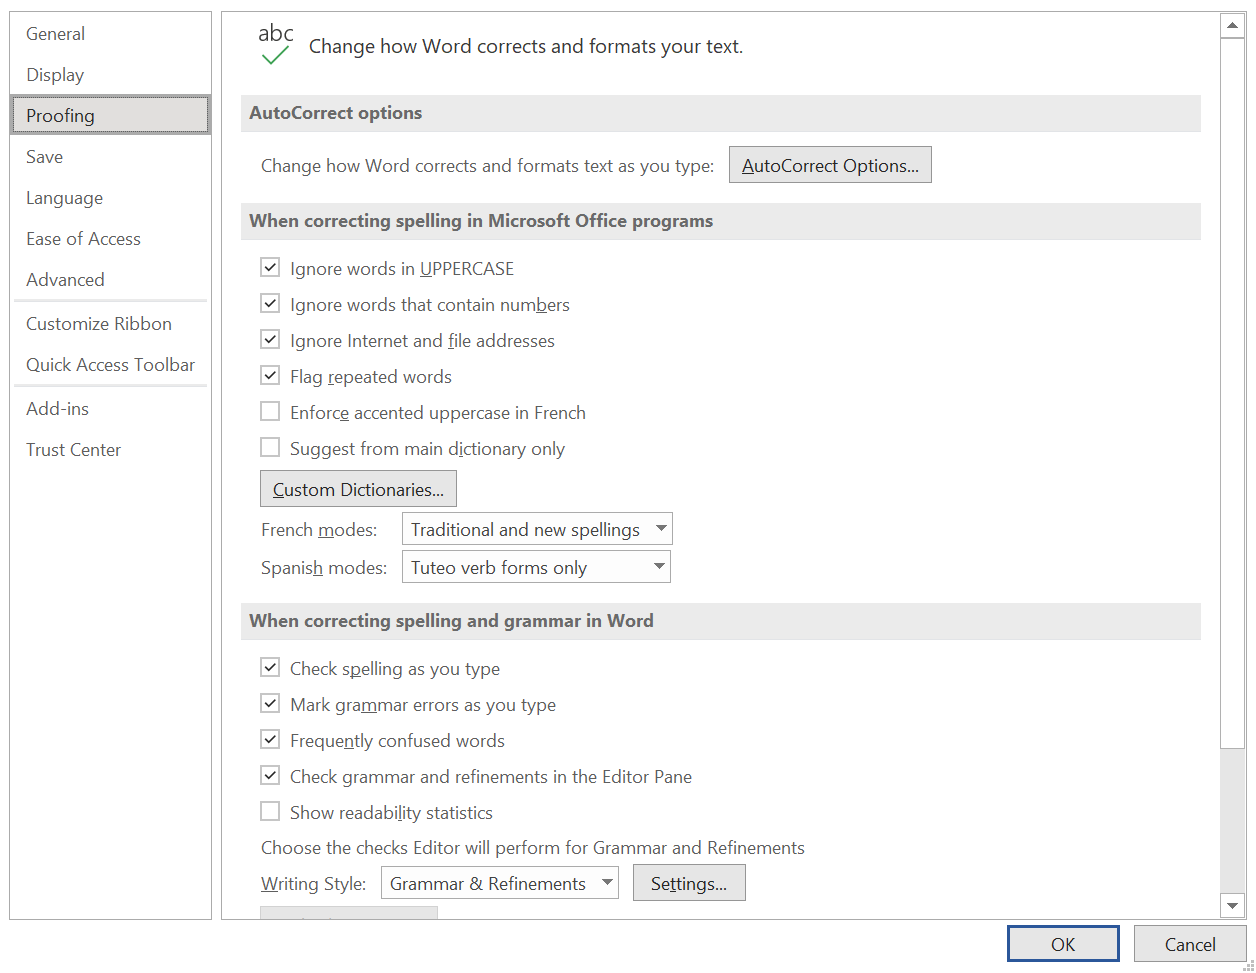 General
Display
Proofing
Save
Language
Ease of Access
Advanced
Customize Ribbon
Quick Access Toolbar
Add-ins
Trust Center
abc
Change how Word corrects and formats your text.
AutoCorrect options
Change how Word corrects and formats text as you type: AutoCorrect Options...
When correcting spelling in Microsoft Office programs
Ignore words in UPPERCASE
Ignore words that contain numbers
Ignore Internet and file addresses
Flag repeated words
Enforce accented uppercase in French
Suggest from main dictionary only
Custom Dictionaries...
French modes: Traditional and new spellings
Spanish modes: Tuteo verb forms only
When correcting spelling and grammar in Word
Check spelling as you type
Mark grammar errors as you type
Frequently confused words
Check grammar and refinements in the Editor Pane
Show readability statistics
Choose the checks Editor will perform for Grammar and Refinements
Writing Style: Grammar & Refinements Settings...
OK Cancel